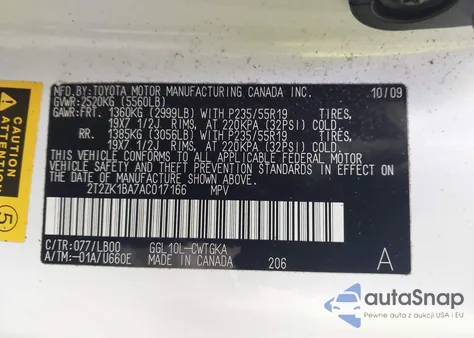 MFD.BY:TOYOTA MOTOR MANUFACTURING CANADA INC. 10/09
GVWR:2520KG (5560LB)
GAWR:FRT. 1360KG (2999LB) WITH P235/55R19 TIRES,
19X7 1/2J RIMS, AT 220KPA (32PSI) COLD.
RR. 1385KG (3056LB) WITH P235/55R19 TIRES,
19X7 1/2J RIMS, AT 220KPA (32PSI) COLD.
THIS VEHICLE CONFORMS TO ALL APPLICABLE FEDERAL MOTOR
VEHICLE SAFETY, BUMPER, AND THEFT PREVENTION STANDARDS
IN EFFECT ON THE DATE OF MANUFACTURE SHOWN ABOVE.
2T2ZK1BA7AC017166 MPV
C/TR:077/LB00 GGL10L-CWTGKA
A/TM:-01A/U660E MADE IN CANADA 206 A
CAUTION
ATTENTION
5
autoSnap
Pewne auta z aukcji USA i EU